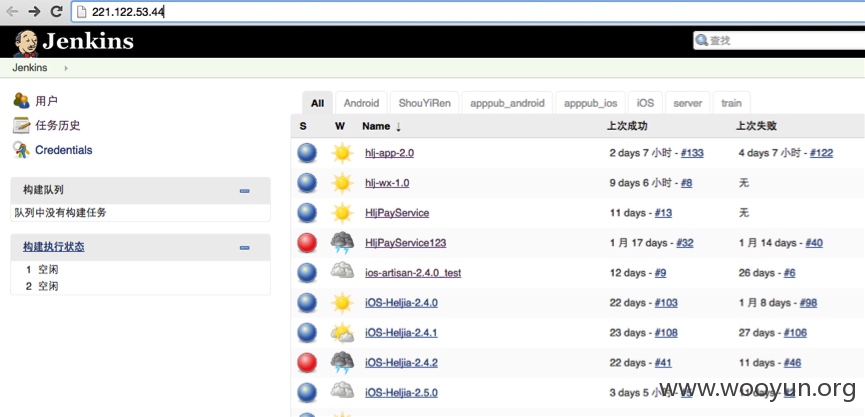 221.122.53.44
Jenkins
查找
Jenkins
用户
任务历史
Credentials
构建队列
队列中没有构建任务
构建执行状态
1 空闲
2 空闲
All Android ShouYiRen apppub_android apppub_ios iOS server train
S W Name ↓ 上次成功 上次失败
hlj-app-2.0 2 days 7 小时 - #133 4 days 7 小时 - #122
hlj-wx-1.0 9 days 6 小时 - #8 无
HljPayService 11 days - #13 无
HljPayService123 1 月 17 days - #32 1 月 14 days - #40
ios-artisan-2.4.0_test 12 days - #9 26 days - #6
iOS-Heljia-2.4.0 22 days - #103 1 月 8 days - #98
iOS-Heljia-2.4.1 23 days - #108 27 days - #106
iOS-Heljia-2.4.2 22 days - #41 11 days - #46
iOS-Heljia-2.5.0 3 days 5 小时
www.wooyun.org